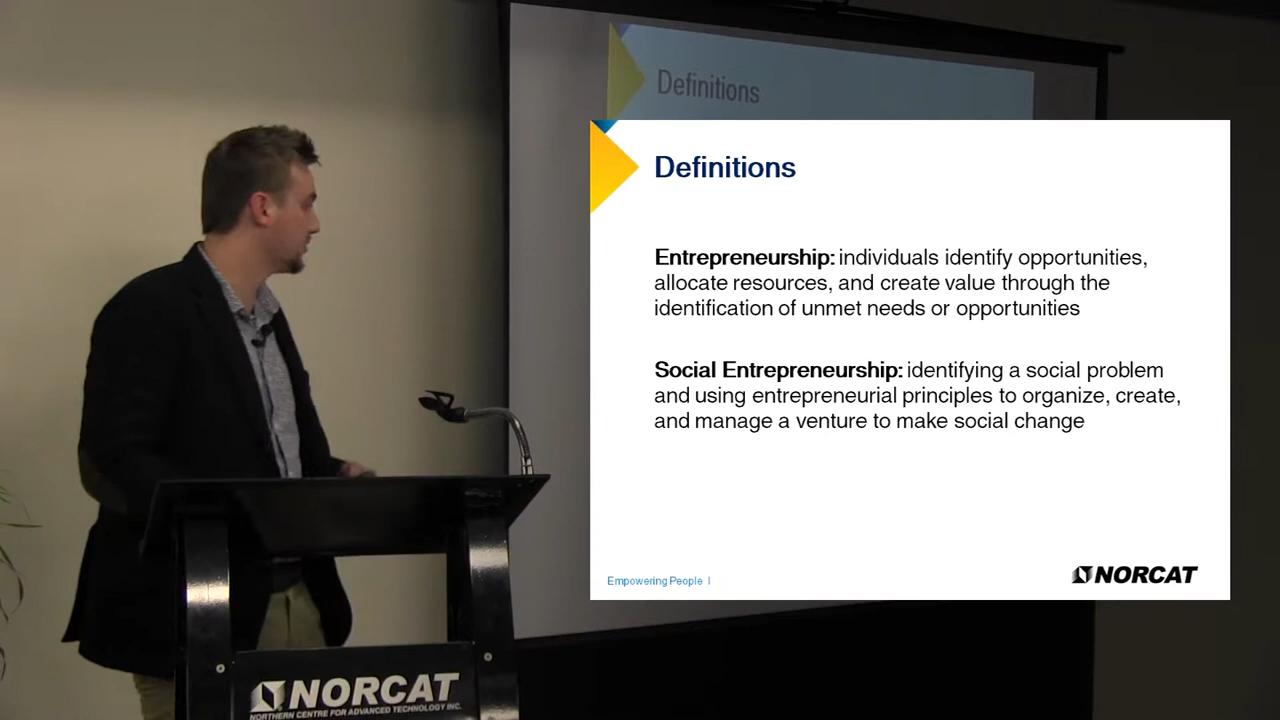 Definitions
Definitions
Entrepreneurship: individuals identify opportunities,
allocate resources, and create value through the
identification of unmet needs or opportunities
Social Entrepreneurship: identifying a social problem
and using entrepreneurial principles to organize, create,
and manage a venture to make social change
Empowering People |
NORCAT
NORCAT
NORTHERN CENTRE FOR ADVANCED TECHNOLOGY INC.